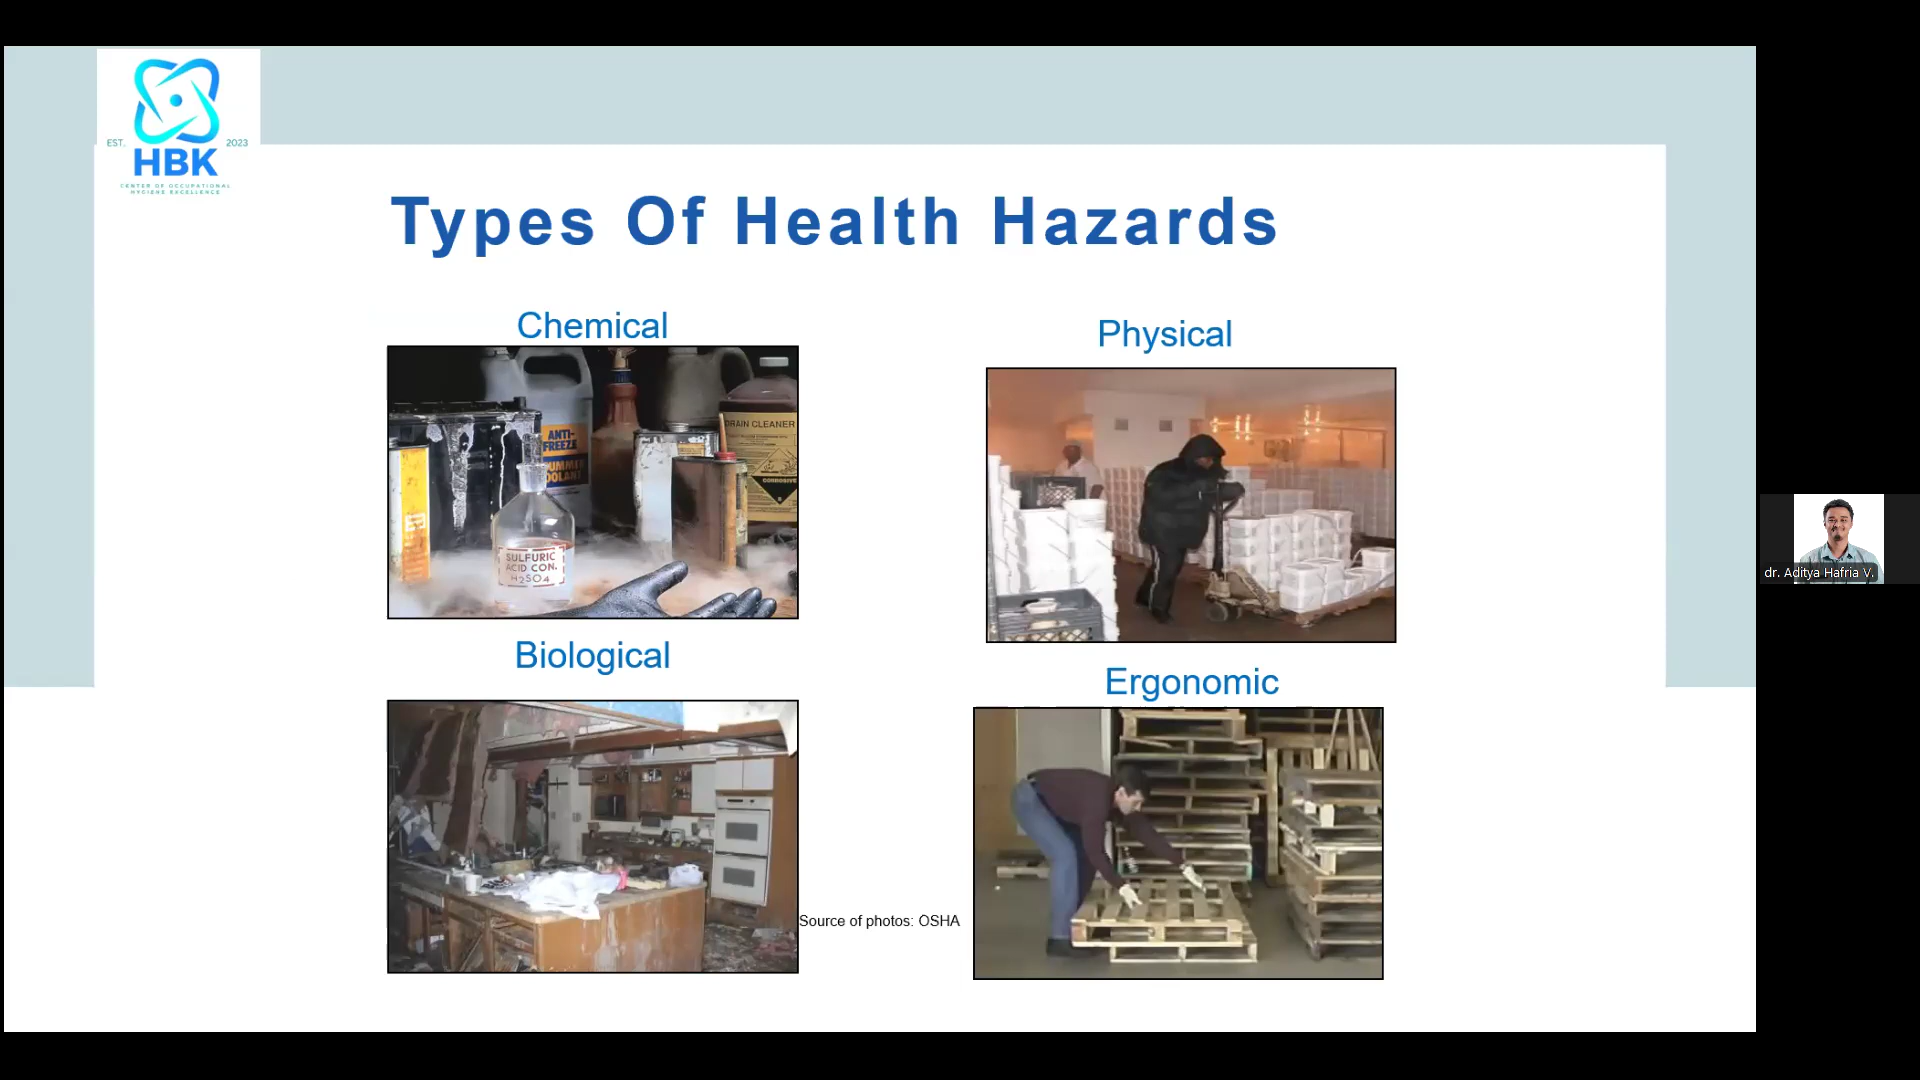 EST. 2023
HBK
CENTER OF OCCUPATIONAL
HYGIENE EXCELLENCE
Types Of Health Hazards
Chemical
Physical
ANTI-
FREEZE
SUMMER
COOLANT
DRAIN CLEANER
CORROSIVE
SULFURIC
ACID CON.
H2SO4
Biological
Ergonomic
Source of photos: OSHA
dr. Aditya Hafria V.